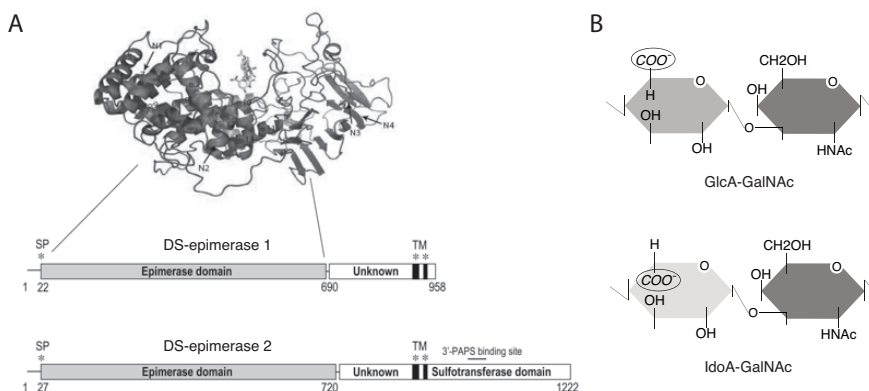 A
N1
N2
N3
N4
SP
*
DS-epimerase 1
TM
* *
Epimerase domain
Unknown
1 22
690
958
SP
*
DS-epimerase 2
TM
* *
3'-PAPS binding site
Epimerase domain
Unknown
Sulfotransferase domain
1 27
720
1222
B
COO⁻
CH2OH
O
O
H
OH
OH
O
OH
HNAc
GlcA-GalNAc
H
CH2OH
O
O
COO⁻
OH
OH
O
OH
HNAc
IdoA-GalNAc